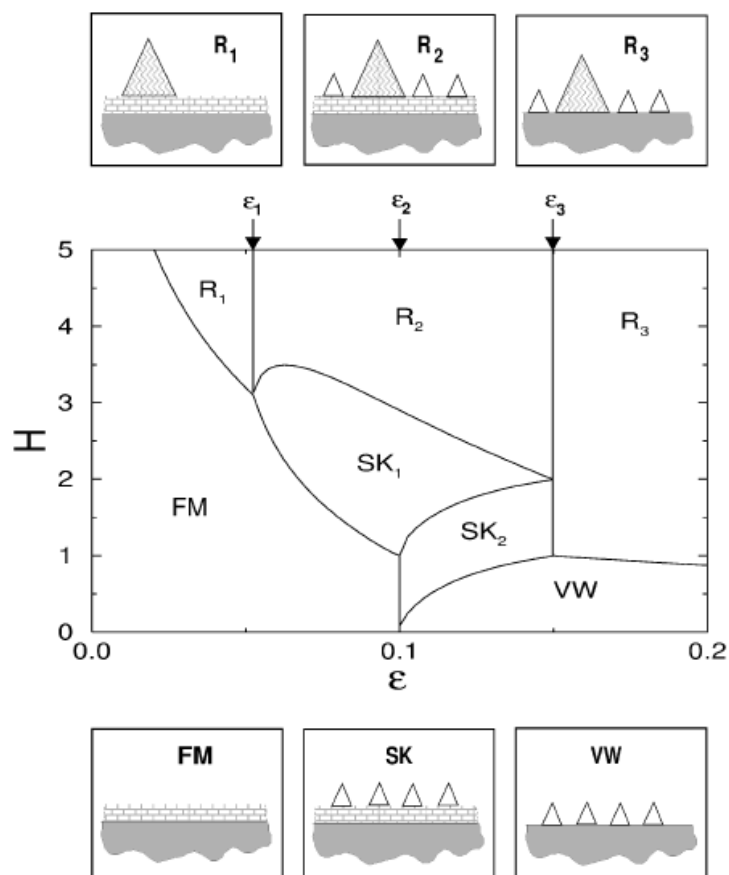 R₁ R₂ R₃
ε₁ ε₂ ε₃
5
R₁ R₂ R₃
4
3
H
SK₁
2
FM
SK₂
1
VW
0
0.0 0.1 0.2
ε
FM SK VW